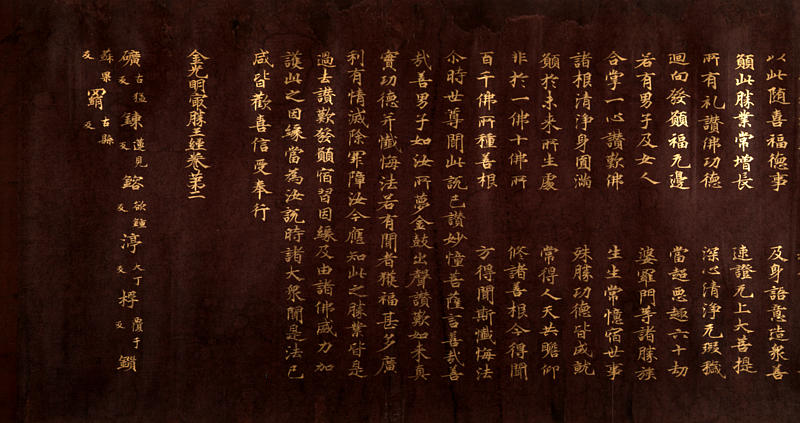 以此随喜福德事　及身語意造衆善
願此勝業常增長　速證无上大菩提
所有礼讚佛功德　深心清淨无瑕穢
迴向發願福无邊　當超惡趣六十劫
若有男子及女人　婆羅門等諸勝族
合掌一心讚歎佛　生生常憶宿世事
諸根清淨身圓滿　殊勝功德皆成就
願於未來所生處　常得人天共瞻仰
非於一佛十佛所　修諸善根今得聞
百千佛所種善根　方得聞斯懺悔法
尒時世尊聞此說已讚妙幢菩薩言善哉善
哉善男子如汝所夢金鼓出聲讚歎如來真
實功德并懺悔法若有聞者獲福甚多廣
利有情滅除罪障汝今應知此之勝業皆是
過去讚歎發願宿習因緣及由諸佛威力加
護此之因緣當為汝說時諸大衆聞是法已
咸皆歡喜信受奉行
金光明最勝王經卷第二
礦古猛反 鍊蓮見反 鎔欲鍾反 渟大丁反 桴覆于反 鎖
蘇果反 罥古縣反